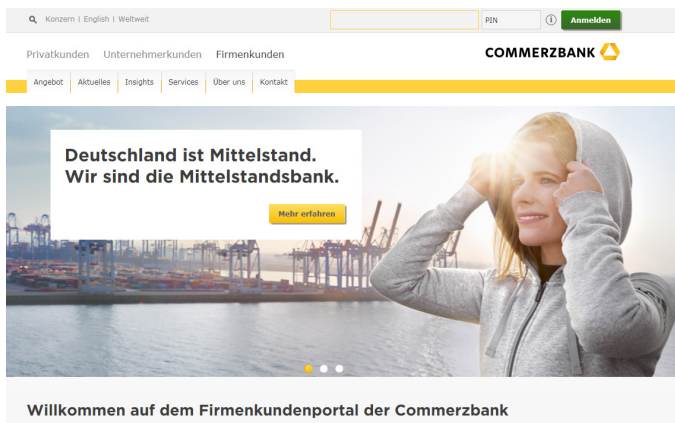 Konzern | English | Weltweit
PIN
i
Anmelden
Privatkunden Unternehmerkunden Firmenkunden
COMMERZBANK
Angebot Aktuelles Insights Services Über uns Kontakt
Deutschland ist Mittelstand.
Wir sind die Mittelstandsbank.
Mehr erfahren
Willkommen auf dem Firmenkundenportal der Commerzbank